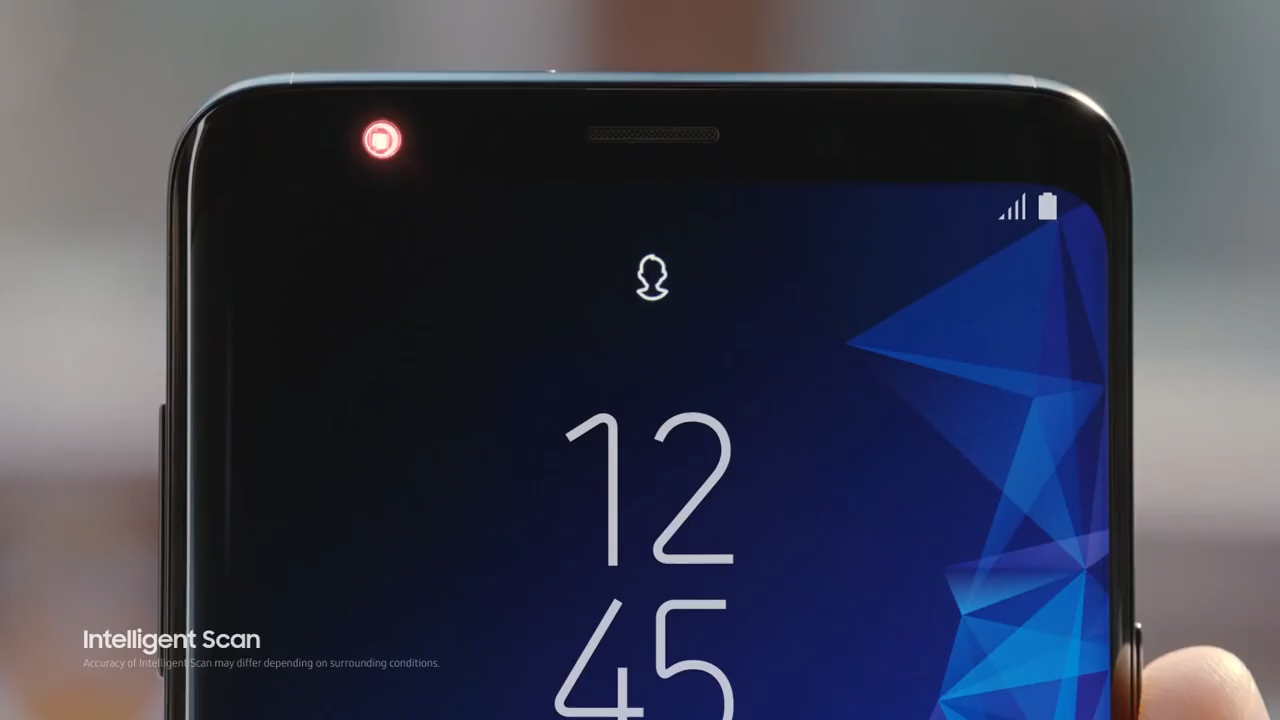 12
45
Intelligent Scan
Accuracy of Intelligent Scan may differ depending on surrounding conditions.